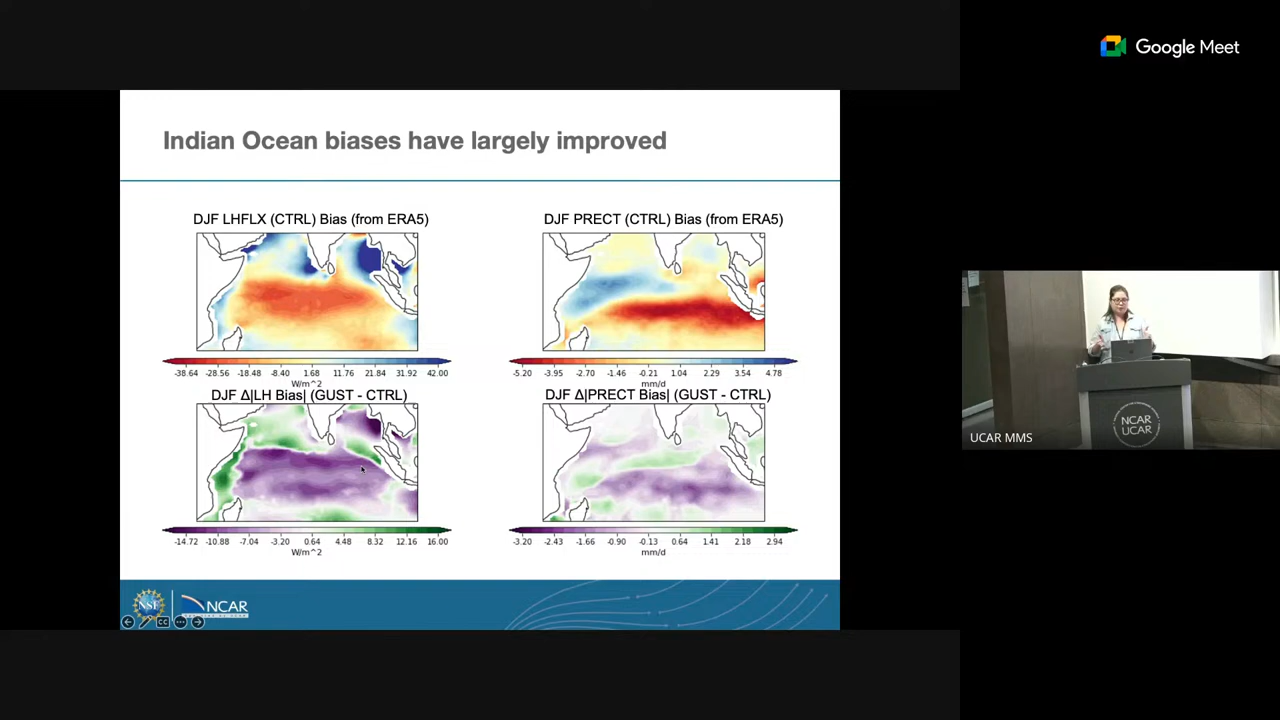 Google Meet
Indian Ocean biases have largely improved
DJF LHFLX (CTRL) Bias (from ERA5)
DJF PRECT (CTRL) Bias (from ERA5)
-38.64 -28.56 -18.48 -8.40 1.68 11.76 21.84 31.92 42.00
W/m^2
-5.20 -3.95 -2.70 -1.46 -0.21 1.04 2.29 3.54 4.78
mm/d
DJF Δ|LH Bias| (GUST - CTRL)
DJF Δ|PRECT Bias| (GUST - CTRL)
-14.72 -10.88 -7.04 -3.20 0.64 4.48 8.32 12.16 16.00
W/m^2
-3.20 -2.43 -1.66 -0.90 -0.13 0.64 1.41 2.18 2.94
mm/d
NSF
NCAR
CC
NCAR
UCAR
UCAR MMS